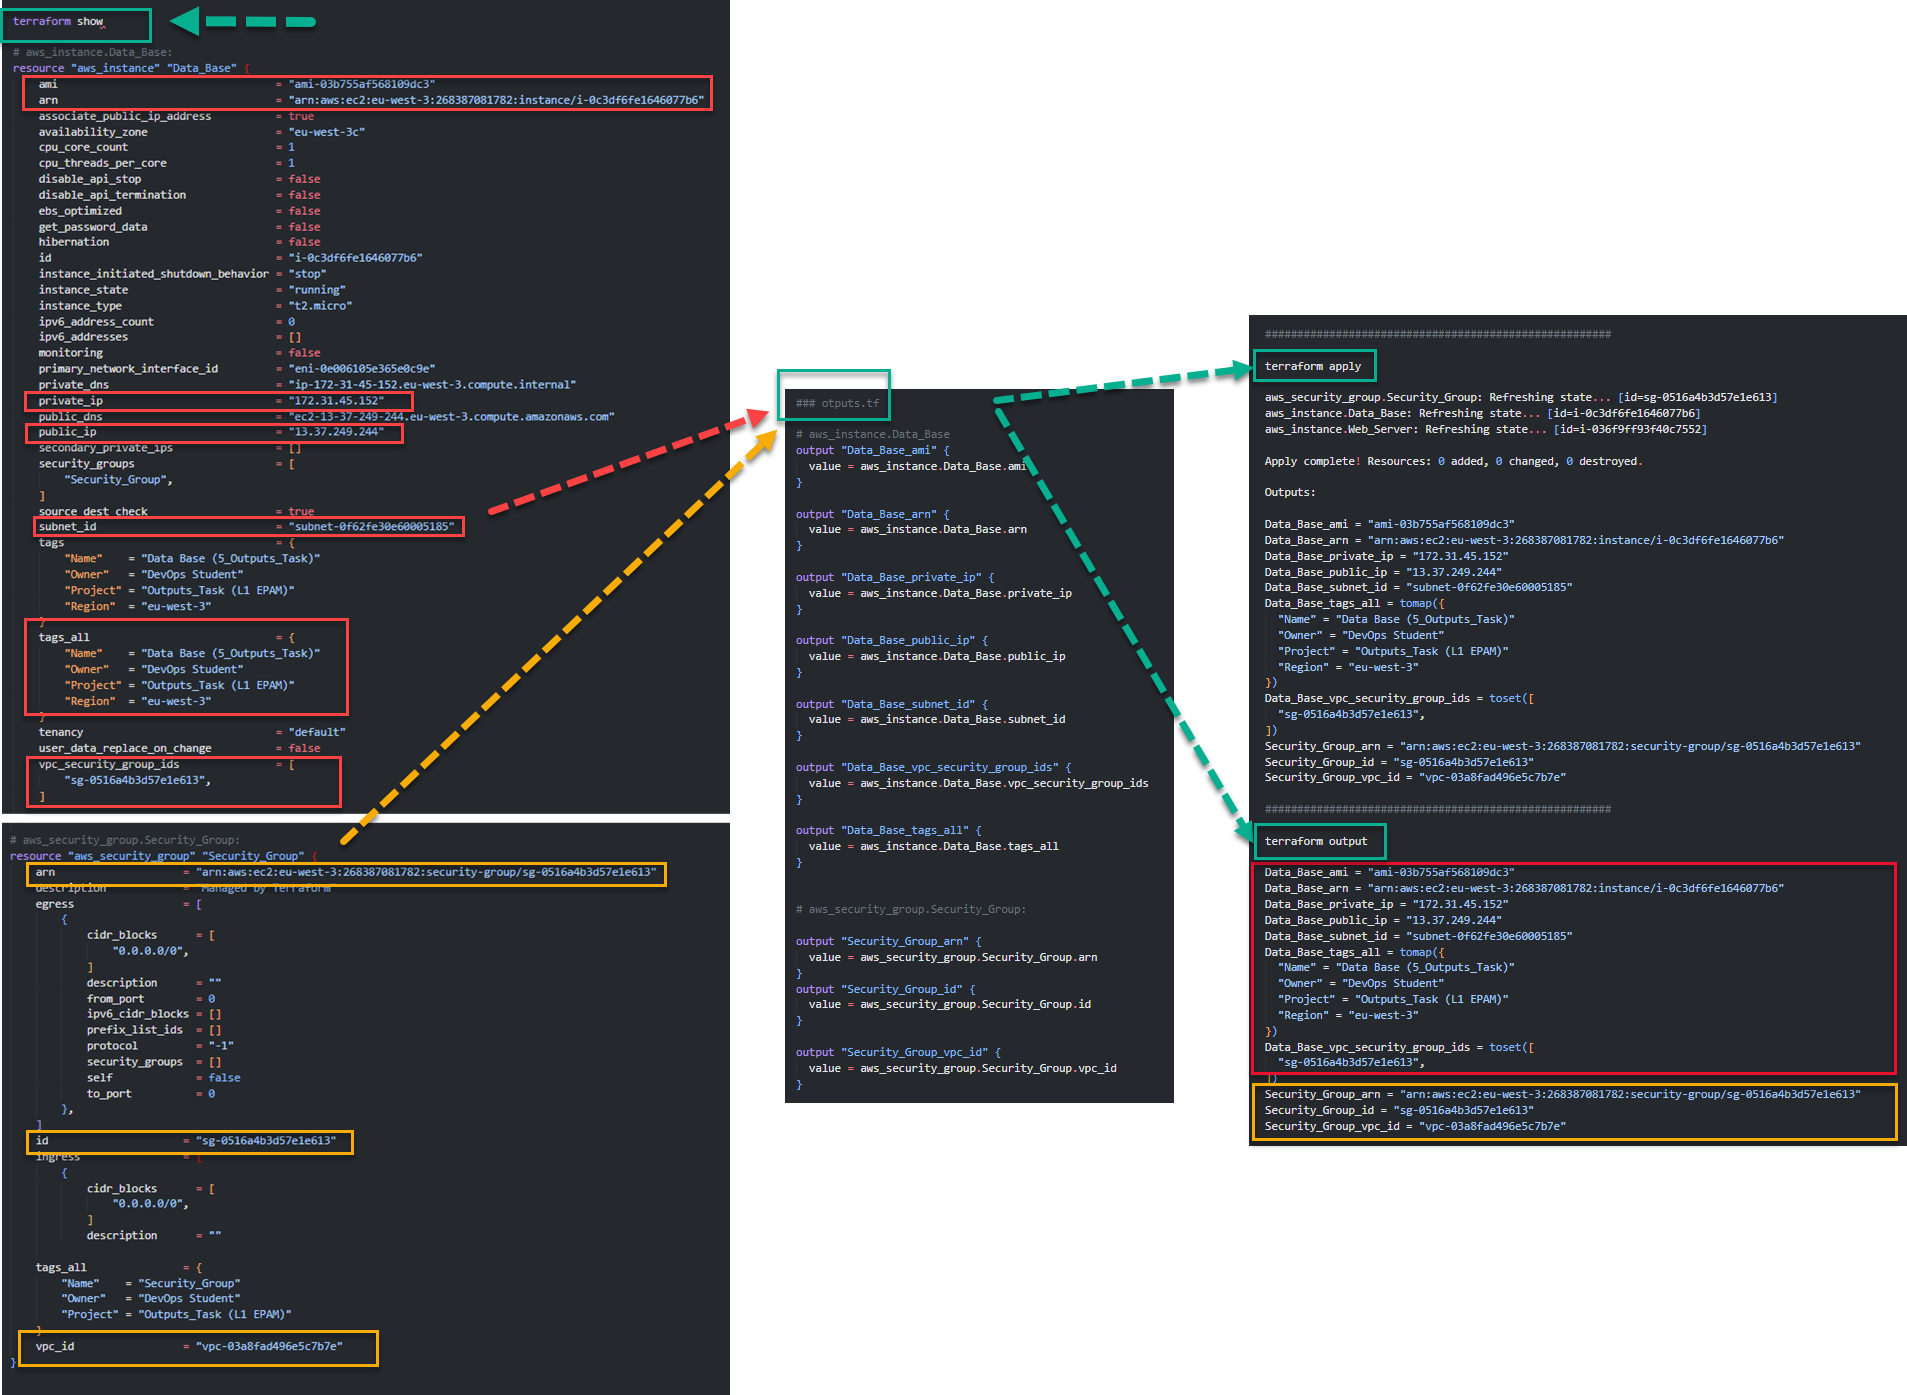 terraform show
# aws_instance.Data_Base:
resource "aws_instance" "Data_Base" {
ami = "ami-03b755af568109dc3"
arn = "arn:aws:ec2:eu-west-3:268387081782:instance/i-0c3df6fe1646077b6"
associate_public_ip_address = true
availability_zone = "eu-west-3c"
cpu_core_count = 1
cpu_threads_per_core = 1
disable_api_stop = false
disable_api_termination = false
ebs_optimized = false
get_password_data = false
hibernation = false
id = "i-0c3df6fe1646077b6"
instance_initiated_shutdown_behavior = "stop"
instance_state = "running"
instance_type = "t2.micro"
ipv6_address_count = 0
ipv6_addresses = []
monitoring = false
primary_network_interface_id = "eni-0e006105e365e0c9e"
private_dns = "ip-172-31-45-152.eu-west-3.compute.internal"
private_ip = "172.31.45.152"
public_dns = "ec2-13-37-249-244.eu-west-3.compute.amazonaws.com"
public_ip = "13.37.249.244"
secondary_private_ips = []
security_groups = [
"Security_Group",
]
source_dest_check = true
subnet_id = "subnet-0f62fe30e60005185"
tags = {
"Name" = "Data Base (5_Outputs_Task)"
"Owner" = "DevOps Student"
"Project" = "Outputs_Task (L1 EPAM)"
"Region" = "eu-west-3"
}
tags_all = {
"Name" = "Data Base (5_Outputs_Task)"
"Owner" = "DevOps Student"
"Project" = "Outputs_Task (L1 EPAM)"
"Region" = "eu-west-3"
}
tenancy = "default"
user_data_replace_on_change = false
vpc_security_group_ids = [
"sg-0516a4b3d57e1e613",
]
# aws_security_group.Security_Group:
resource "aws_security_group" "Security_Group" {
arn = "arn:aws:ec2:eu-west-3:268387081782:security-group/sg-0516a4b3d57e1e613"
description = "Managed by Terraform"
egress = [
{
cidr_blocks = [
"0.0.0.0/0",
]
description = ""
from_port = 0
ipv6_cidr_blocks = []
prefix_list_ids = []
protocol = "-1"
security_groups = []
self = false
to_port = 0
},
]
id = "sg-0516a4b3d57e1e613"
ingress = [
{
cidr_blocks = [
"0.0.0.0/0",
]
description = ""
tags_all = {
"Name" = "Security_Group"
"Owner" = "DevOps Student"
"Project" = "Outputs_Task (L1 EPAM)"
}
vpc_id = "vpc-03a8fad496e5c7b7e"
}
### otputs.tf
# aws_instance.Data_Base
output "Data_Base_ami" {
value = aws_instance.Data_Base.ami
}
output "Data_Base_arn" {
value = aws_instance.Data_Base.arn
}
output "Data_Base_private_ip" {
value = aws_instance.Data_Base.private_ip
}
output "Data_Base_public_ip" {
value = aws_instance.Data_Base.public_ip
}
output "Data_Base_subnet_id" {
value = aws_instance.Data_Base.subnet_id
}
output "Data_Base_vpc_security_group_ids" {
value = aws_instance.Data_Base.vpc_security_group_ids
}
output "Data_Base_tags_all" {
value = aws_instance.Data_Base.tags_all
}
# aws_security_group.Security_Group:
output "Security_Group_arn" {
value = aws_security_group.Security_Group.arn
}
output "Security_Group_id" {
value = aws_security_group.Security_Group.id
}
output "Security_Group_vpc_id" {
value = aws_security_group.Security_Group.vpc_id
}
######################################################
terraform apply
aws_security_group.Security_Group: Refreshing state... [id=sg-0516a4b3d57e1e613]
aws_instance.Data_Base: Refreshing state... [id=i-0c3df6fe1646077b6]
aws_instance.Web_Server: Refreshing state... [id=i-036f9ff93f40c7552]
Apply complete! Resources: 0 added, 0 changed, 0 destroyed.
Outputs:
Data_Base_ami = "ami-03b755af568109dc3"
Data_Base_arn = "arn:aws:ec2:eu-west-3:268387081782:instance/i-0c3df6fe1646077b6"
Data_Base_private_ip = "172.31.45.152"
Data_Base_public_ip = "13.37.249.244"
Data_Base_subnet_id = "subnet-0f62fe30e60005185"
Data_Base_tags_all = tomap({
"Name" = "Data Base (5_Outputs_Task)"
"Owner" = "DevOps Student"
"Project" = "Outputs_Task (L1 EPAM)"
"Region" = "eu-west-3"
})
Data_Base_vpc_security_group_ids = toset([
"sg-0516a4b3d57e1e613",
])
Security_Group_arn = "arn:aws:ec2:eu-west-3:268387081782:security-group/sg-0516a4b3d57e1e613"
Security_Group_id = "sg-0516a4b3d57e1e613"
Security_Group_vpc_id = "vpc-03a8fad496e5c7b7e"
######################################################
terraform output
Data_Base_ami = "ami-03b755af568109dc3"
Data_Base_arn = "arn:aws:ec2:eu-west-3:268387081782:instance/i-0c3df6fe1646077b6"
Data_Base_private_ip = "172.31.45.152"
Data_Base_public_ip = "13.37.249.244"
Data_Base_subnet_id = "subnet-0f62fe30e60005185"
Data_Base_tags_all = tomap({
"Name" = "Data Base (5_Outputs_Task)"
"Owner" = "DevOps Student"
"Project" = "Outputs_Task (L1 EPAM)"
"Region" = "eu-west-3"
})
Data_Base_vpc_security_group_ids = toset([
"sg-0516a4b3d57e1e613",
])
Security_Group_arn = "arn:aws:ec2:eu-west-3:268387081782:security-group/sg-0516a4b3d57e1e613"
Security_Group_id = "sg-0516a4b3d57e1e613"
Security_Group_vpc_id = "vpc-03a8fad496e5c7b7e"